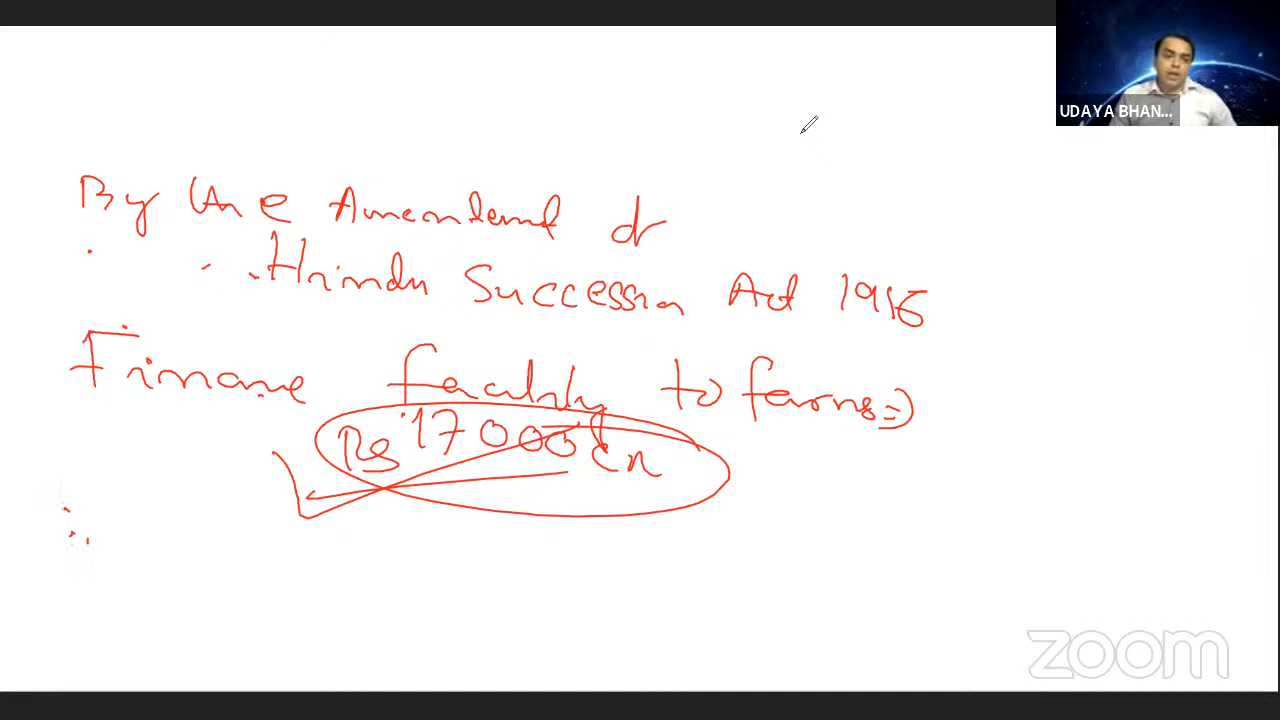 UDAYA BHAN...
By the Amendment of
Hindu Succession Act 1956
Finance facility to farms =>
Rs 17000 Cr
zoom